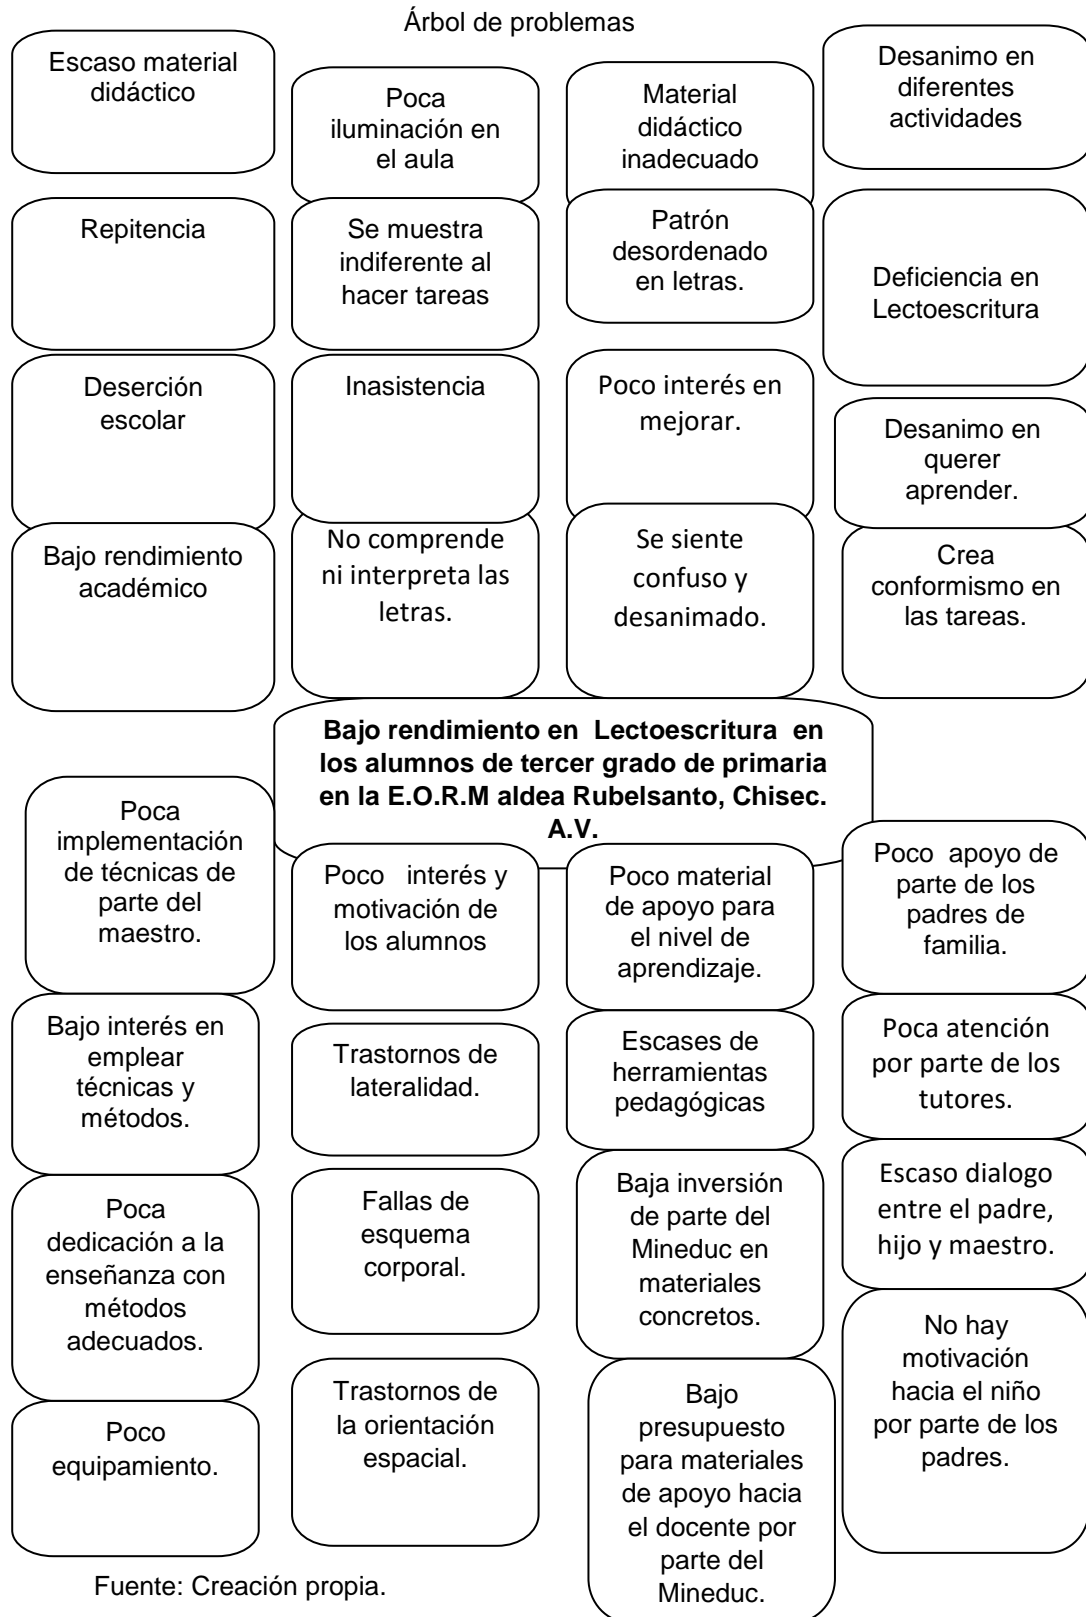 Árbol de problemas
Escaso material
didáctico
Poca
iluminación en
el aula
Material
didáctico
inadecuado
Desanimo en
diferentes
actividades
Repitencia
Se muestra
indiferente al
hacer tareas
Patrón
desordenado
en letras.
Deficiencia en
Lectoescritura
Deserción
escolar
Inasistencia
Poco interés en
mejorar.
Desanimo en
querer
aprender.
Bajo rendimiento
académico
No comprende
ni interpreta las
letras.
Se siente
confuso y
desanimado.
Crea
conformismo en
las tareas.
Bajo rendimiento en Lectoescritura en
los alumnos de tercer grado de primaria
en la E.O.R.M aldea Rubelsanto, Chisec.
A.V.
Poca
implementación
de técnicas de
parte del
maestro.
Poco interés y
motivación de
los alumnos
Poco material
de apoyo para
el nivel de
aprendizaje.
Poco apoyo de
parte de los
padres de
familia.
Bajo interés en
emplear
técnicas y
métodos.
Trastornos de
lateralidad.
Escases de
herramientas
pedagógicas
Poca atención
por parte de los
tutores.
Poca
dedicación a la
enseñanza con
métodos
adecuados.
Fallas de
esquema
corporal.
Baja inversión
de parte del
Mineduc en
materiales
concretos.
Escaso dialogo
entre el padre,
hijo y maestro.
Poco
equipamiento.
Trastornos de
la orientación
espacial.
Bajo
presupuesto
para materiales
de apoyo hacia
el docente por
parte del
Mineduc.
No hay
motivación
hacia el niño
por parte de los
padres.
Fuente: Creación propia.